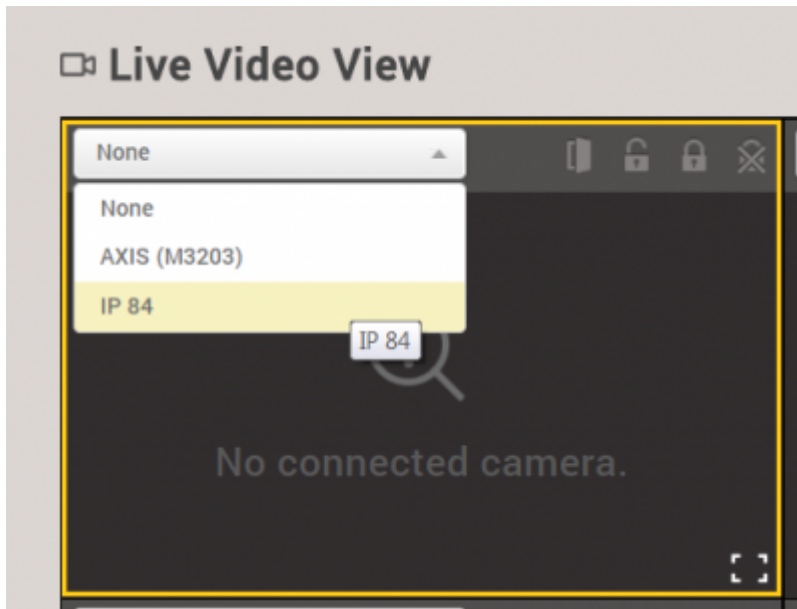 Live Video View
None
None
AXIS (M3203)
IP 84
IP 84
No connected camera.